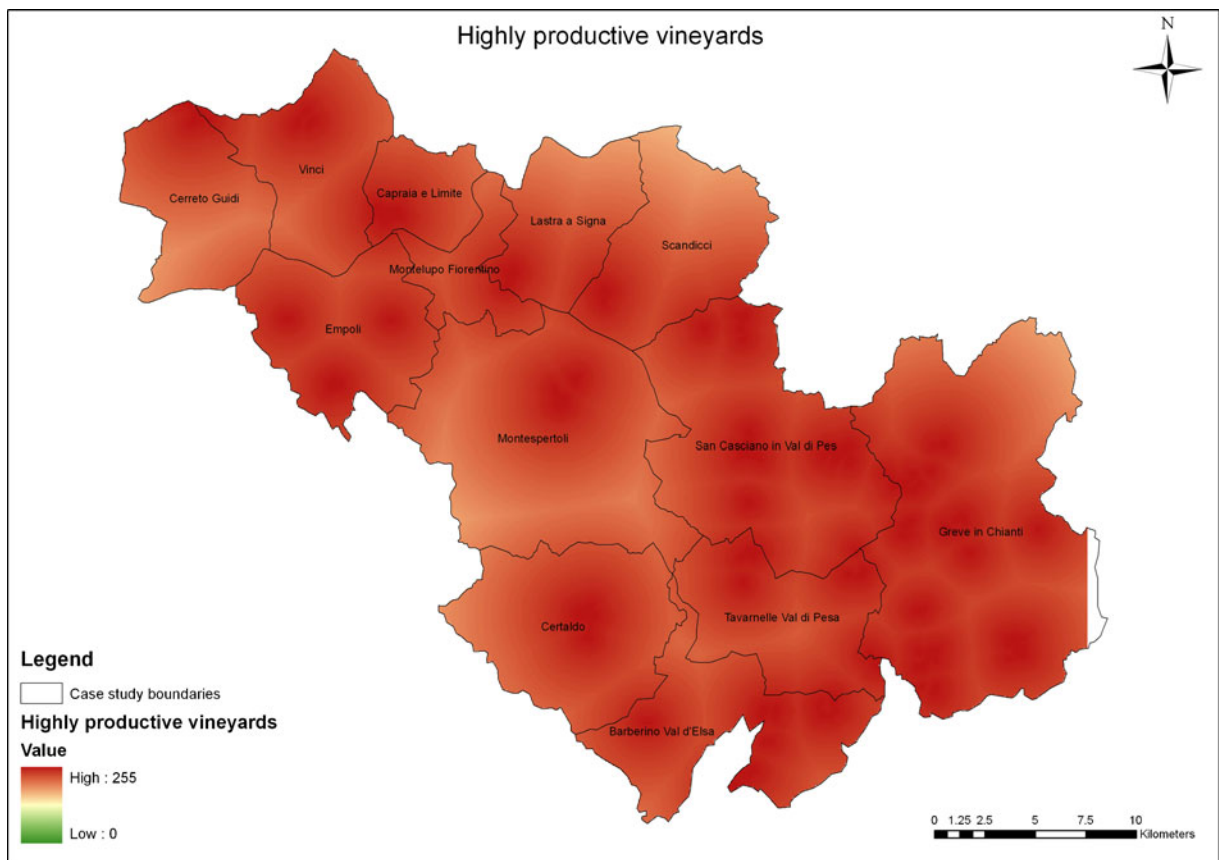 Highly productive vineyards
N
Vinci
Capraia e Limite
Cerreto Guidi
Lastra a Signa
Scandicci
Montelupo Fiorentino
Empoli
Montespertoli
San Casciano in Val di Pes
Greve in Chianti
Certaldo
Tavarnelle Val di Pesa
Barberino Val d'Elsa
Legend
Case study boundaries
Highly productive vineyards
Value
High : 255
Low : 0
0 1.25 2.5 5 7.5 10
Kilometers